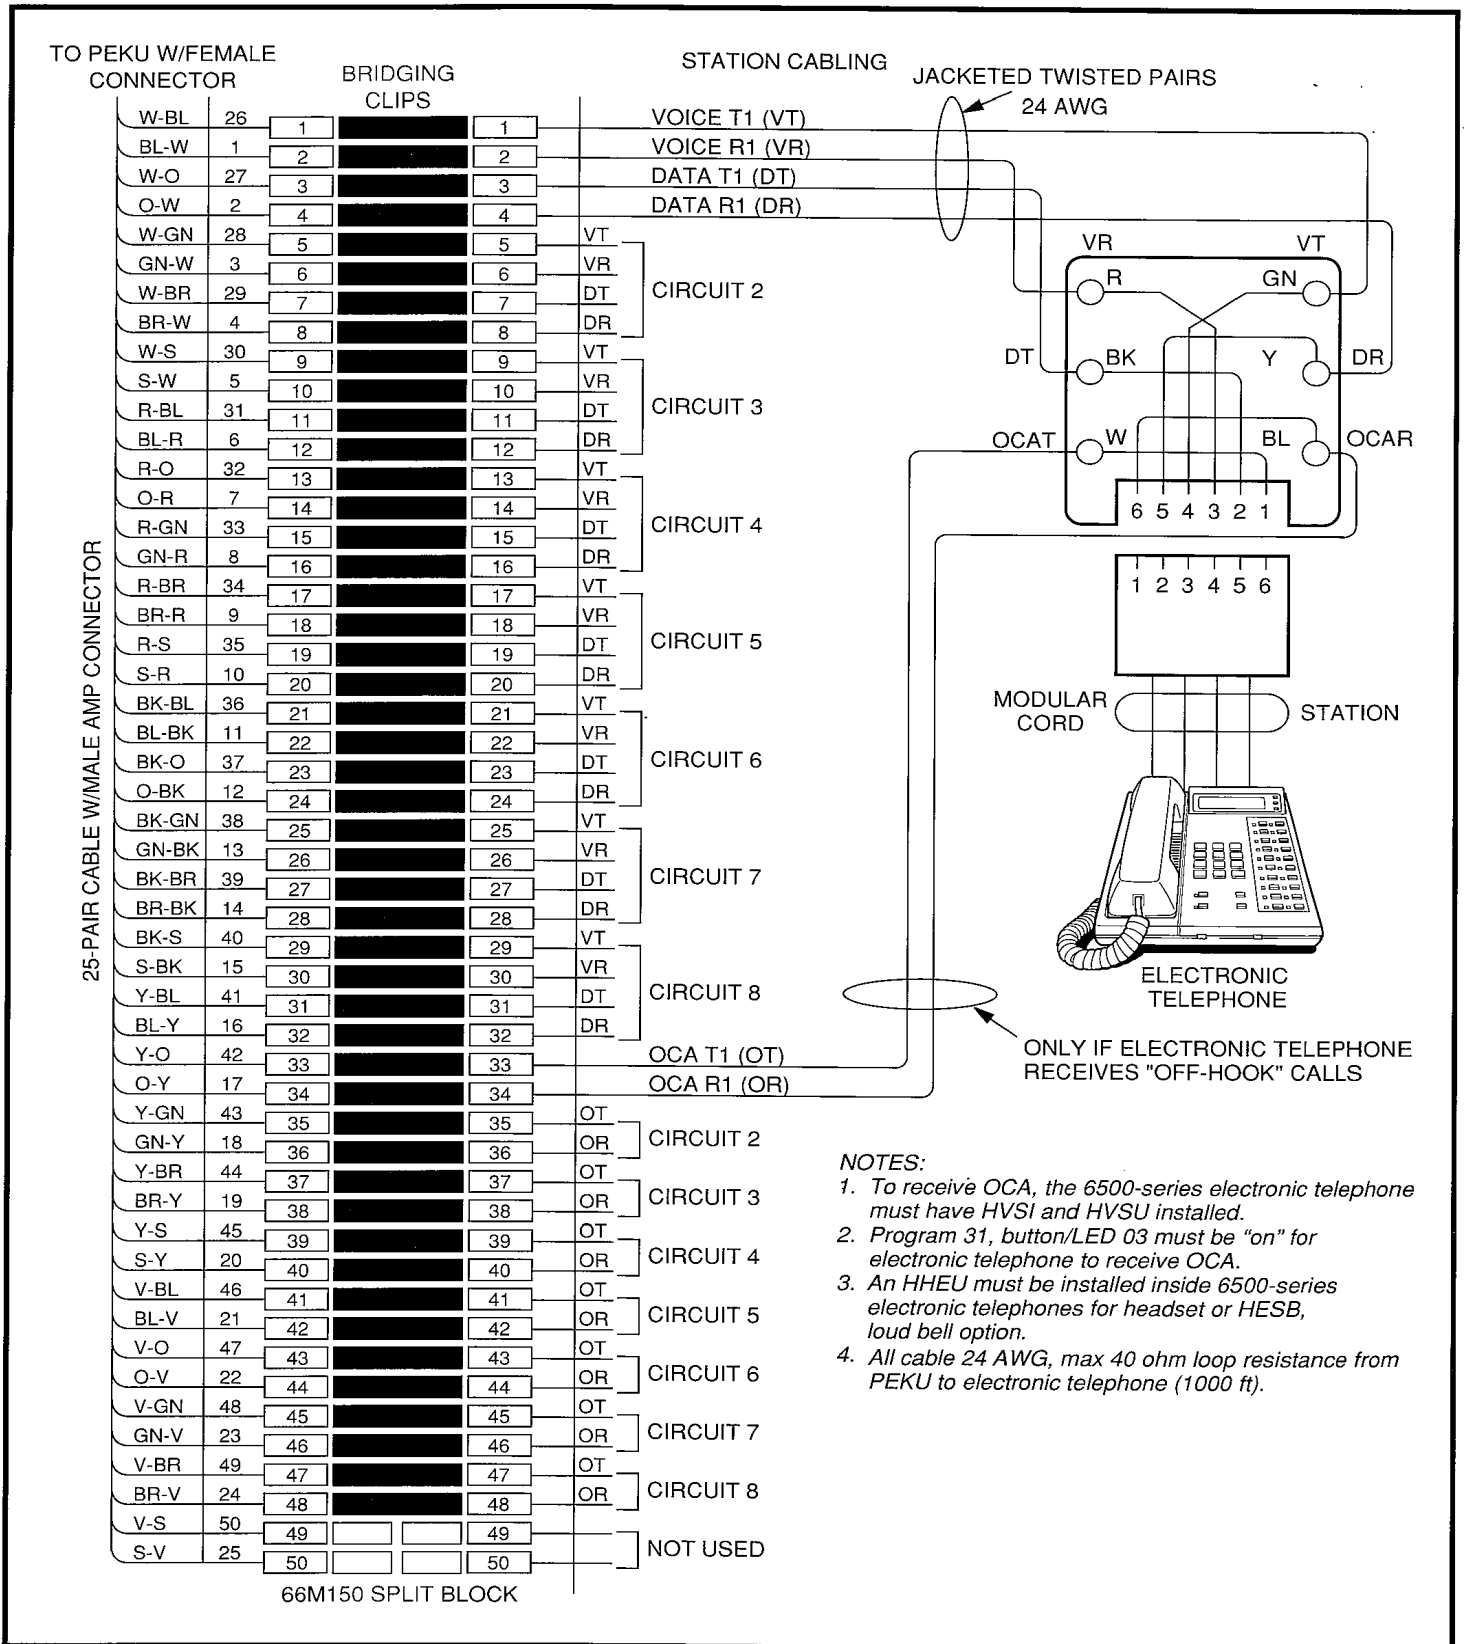 TO PEKU W/FEMALE
CONNECTOR
BRIDGING
CLIPS
STATION CABLING
JACKETED TWISTED PAIRS
24 AWG
25-PAIR CABLE W/MALE AMP CONNECTOR
W-BL 26 1 1 VOICE T1 (VT)
BL-W 1 2 2 VOICE R1 (VR)
W-O 27 3 3 DATA T1 (DT)
O-W 2 4 4 DATA R1 (DR)
W-GN 28 5 5 VT
GN-W 3 6 6 VR
CIRCUIT 2
W-BR 29 7 7 DT
BR-W 4 8 8 DR
W-S 30 9 9 VT
S-W 5 10 10 VR
CIRCUIT 3
R-BL 31 11 11 DT
BL-R 6 12 12 DR
R-O 32 13 13 VT
O-R 7 14 14 VR
CIRCUIT 4
R-GN 33 15 15 DT
GN-R 8 16 16 DR
R-BR 34 17 17 VT
BR-R 9 18 18 VR
CIRCUIT 5
R-S 35 19 19 DT
S-R 10 20 20 DR
BK-BL 36 21 21 VT
BL-BK 11 22 22 VR
CIRCUIT 6
BK-O 37 23 23 DT
O-BK 12 24 24 DR
BK-GN 38 25 25 VT
GN-BK 13 26 26 VR
CIRCUIT 7
BK-BR 39 27 27 DT
BR-BK 14 28 28 DR
BK-S 40 29 29 VT
S-BK 15 30 30 VR
CIRCUIT 8
Y-BL 41 31 31 DT
BL-Y 16 32 32 DR
Y-O 42 33 33 OCA T1 (OT)
O-Y 17 34 34 OCA R1 (OR)
Y-GN 43 35 35 OT
CIRCUIT 2
GN-Y 18 36 36 OR
Y-BR 44 37 37 OT
CIRCUIT 3
BR-Y 19 38 38 OR
Y-S 45 39 39 OT
CIRCUIT 4
S-Y 20 40 40 OR
V-BL 46 41 41 OT
CIRCUIT 5
BL-V 21 42 42 OR
V-O 47 43 43 OT
CIRCUIT 6
O-V 22 44 44 OR
V-GN 48 45 45 OT
CIRCUIT 7
GN-V 23 46 46 OR
V-BR 49 47 47 OT
CIRCUIT 8
BR-V 24 48 48 OR
V-S 50 49 49
NOT USED
S-V 25 50 50
66M150 SPLIT BLOCK
VR VT
R GN
DT BK Y DR
OCAT W BL OCAR
6 5 4 3 2 1
1 2 3 4 5 6
MODULAR
CORD
STATION
ELECTRONIC
TELEPHONE
ONLY IF ELECTRONIC TELEPHONE
RECEIVES "OFF-HOOK" CALLS
NOTES:
1. To receive OCA, the 6500-series electronic telephone
must have HVSI and HVSU installed.
2. Program 31, button/LED 03 must be "on" for
electronic telephone to receive OCA.
3. An HHEU must be installed inside 6500-series
electronic telephones for headset or HESB,
loud bell option.
4. All cable 24 AWG, max 40 ohm loop resistance from
PEKU to electronic telephone (1000 ft).